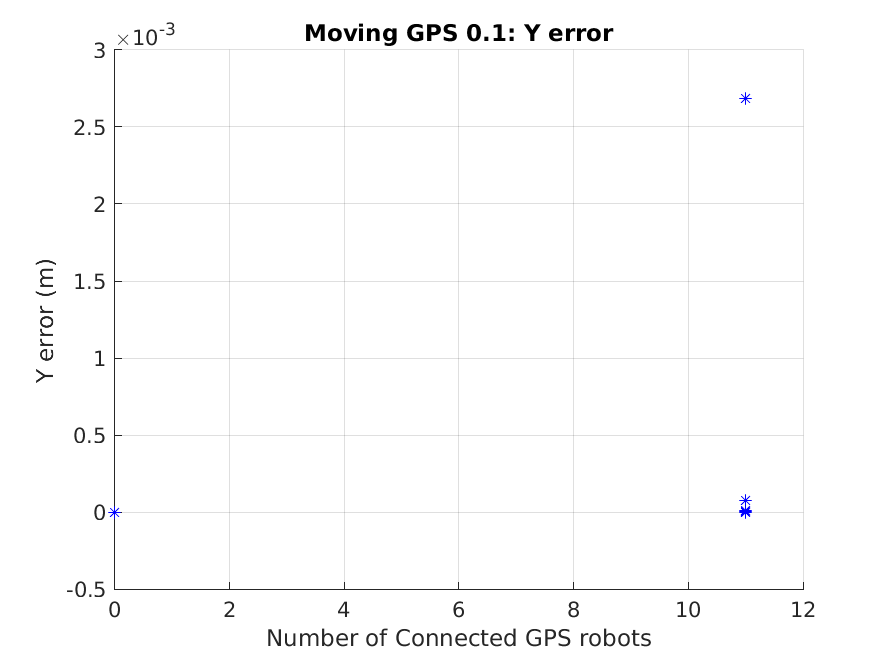 Moving GPS 0.1: Y error
×10-3
3
2.5
2
1.5
1
0.5
0
-0.5
Y error (m)
0 2 4 6 8 10 12
Number of Connected GPS robots